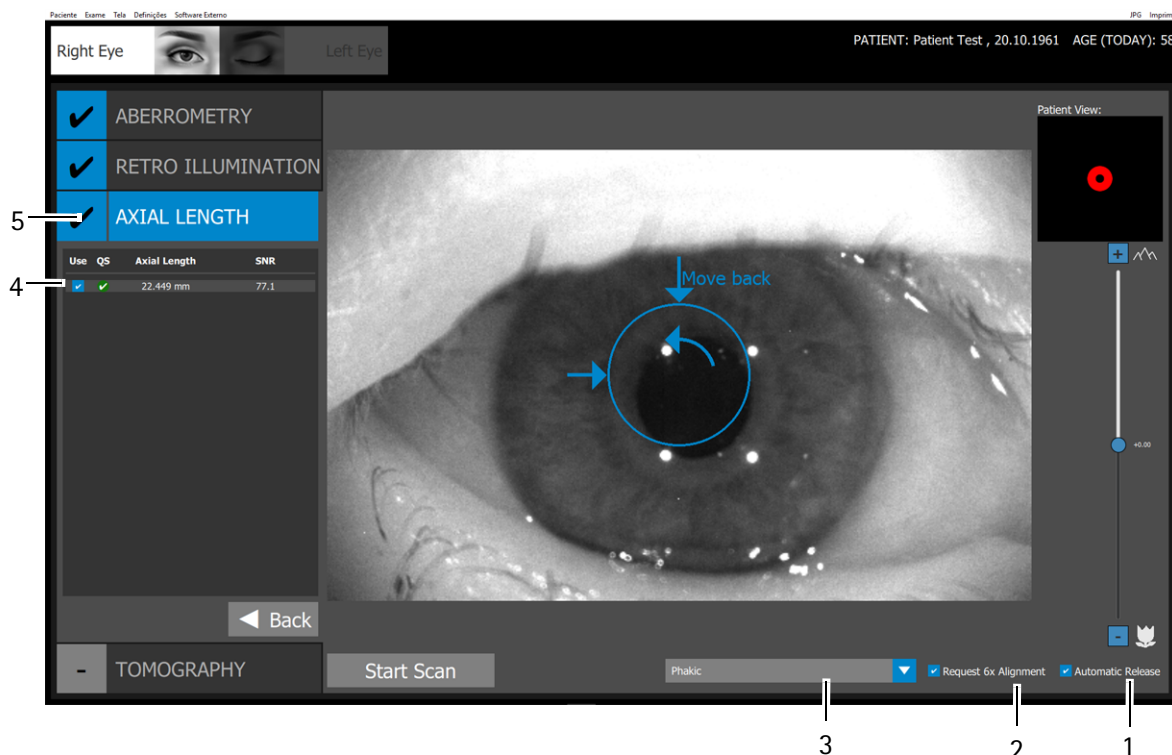 Paciente Exame Tela Definições Software Externo JPG Imprim
Right Eye Left Eye PATIENT: Patient Test , 20.10.1961 AGE (TODAY): 58
ABERROMETRY
Patient View:
RETRO ILLUMINATION
5 AXIAL LENGTH
Use QS Axial Length SNR
+
4 22.449 mm 77.1
Move back
+0.00
Back
-
- TOMOGRAPHY Start Scan Phakic Request 6x Alignment Automatic Release
3 2 1